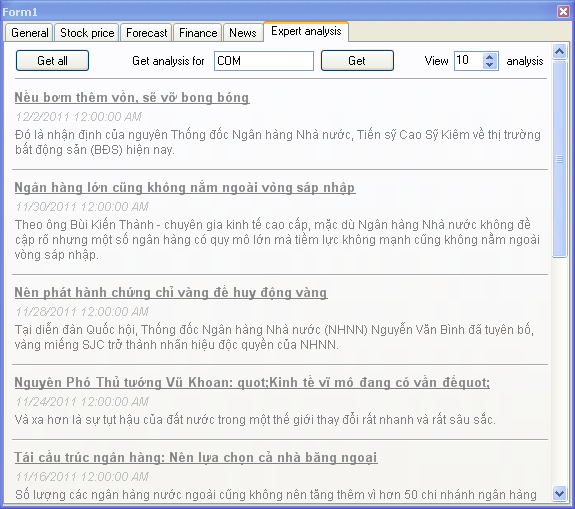 Form1
General Stock price Forecast Finance News Expert analysis
Get all Get analysis for COM Get View 10 analysis
Nếu bơm thêm vốn, sẽ vỡ bong bóng
12/2/2011 12:00:00 AM
Đó là nhận định của nguyên Thống đốc Ngân hàng Nhà nước, Tiến sỹ Cao Sỹ Kiêm về thị trường
bất động sản (BĐS) hiện nay.
Ngân hàng lớn cũng không nằm ngoài vòng sáp nhập
11/30/2011 12:00:00 AM
Theo ông Bùi Kiến Thành - chuyên gia kinh tế cao cấp, mặc dù Ngân hàng Nhà nước không đề
cập rõ nhưng một số ngân hàng có quy mô lớn mà tiềm lực không mạnh cũng không nằm ngoài
vòng sáp nhập.
Nên phát hành chứng chỉ vàng để huy động vàng
11/28/2011 12:00:00 AM
Tại diễn đàn Quốc hội, Thống đốc Ngân hàng Nhà nước (NHNN) Nguyễn Văn Bình đã tuyên bố,
vàng miếng SJC trở thành nhãn hiệu độc quyền của NHNN.
Nguyên Phó Thủ tướng Vũ Khoan: quot;Kinh tế vĩ mô đang có vấn đềquot;
11/24/2011 12:00:00 AM
Và xa hơn là sự tụt hậu của đất nước trong một thế giới thay đổi rất nhanh và rất sâu sắc.
Tái cấu trúc ngân hàng: Nên lựa chọn cả nhà băng ngoại
11/16/2011 12:00:00 AM
Số lượng các ngân hàng nước ngoài cũng không nên tăng thêm vì hơn 50 chi nhánh ngân hàng